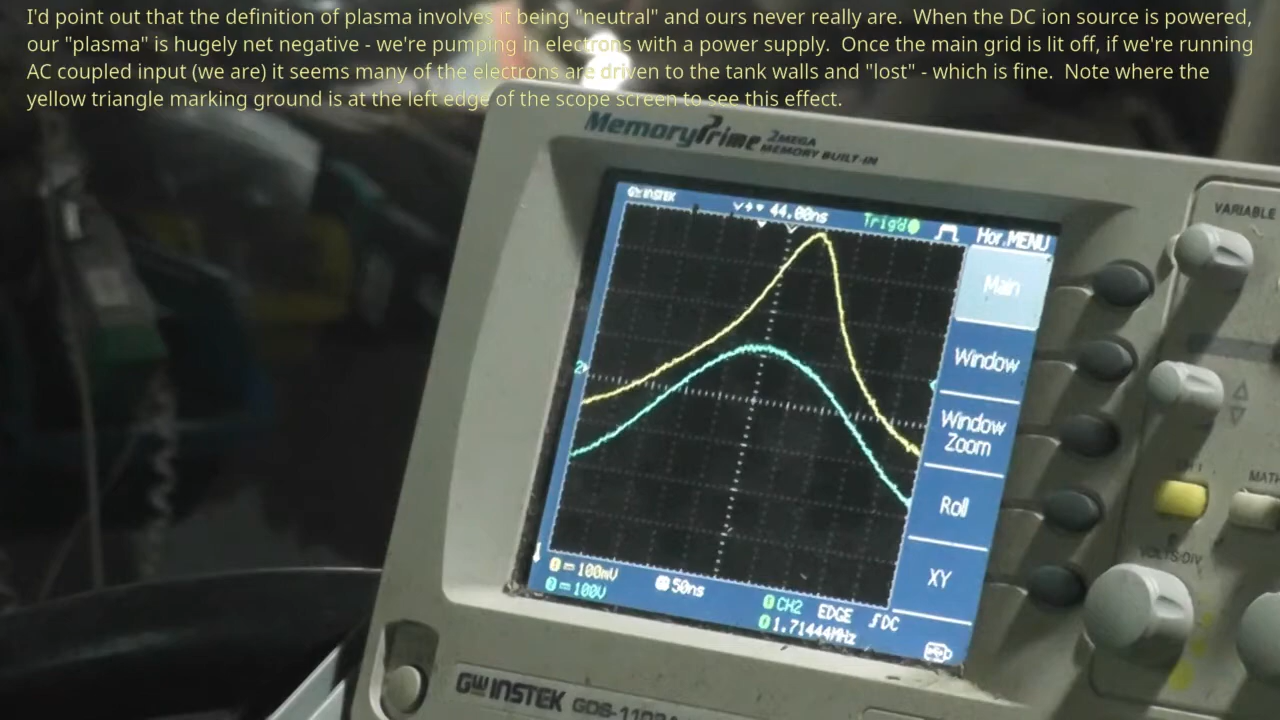 I'd point out that the definition of plasma involves it being "neutral" and ours never really are.  When the DC ion source is powered,
our "plasma" is hugely net negative - we're pumping in electrons with a power supply.  Once the main grid is lit off, if we're running
AC coupled input (we are) it seems many of the electrons are driven to the tank walls and "lost" - which is fine.  Note where the
yellow triangle marking ground is at the left edge of the scope screen to see this effect.
MemoryPrime 2MEGA
MEMORY BUILT-IN
GW INSTEK
44.00ns
Trig'd
Hor.MENU
VARIABLE
Main
Window
2
Window
Zoom
Roll
MATH
XY
VOLTS/DIV
1 100mV
2 100V
50ns
CH2 EDGE DC
1.71444MHz
GW INSTEK